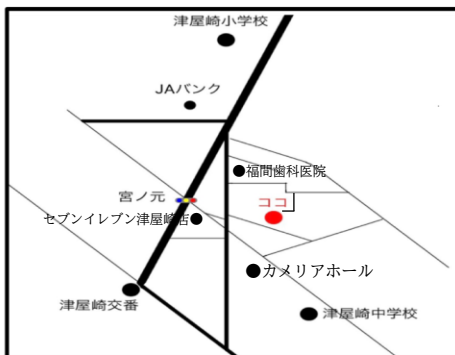 津屋崎小学校
JAバンク
福間歯科医院
宮ノ元
ココ
セブンイレブン津屋崎店
カメリアホール
津屋崎交番
津屋崎中学校